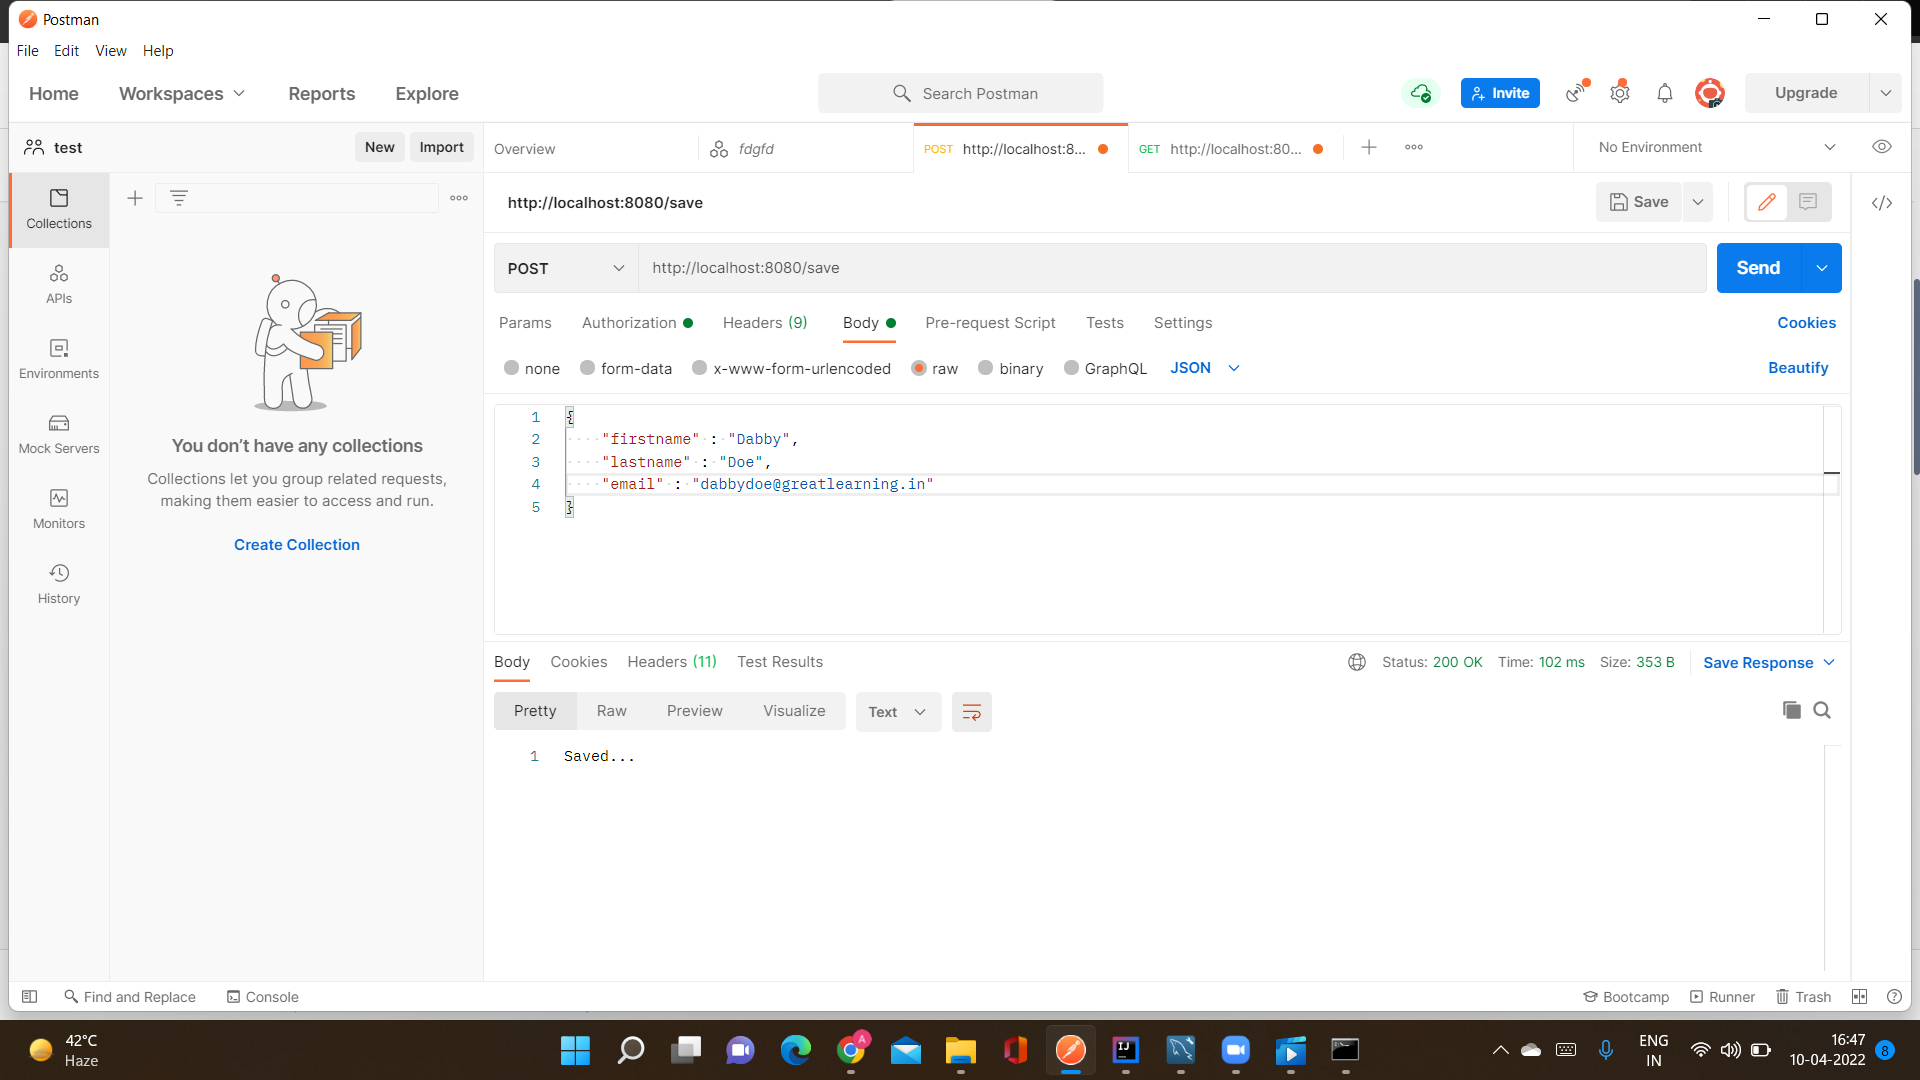 Postman
File Edit View Help
Home Workspaces Reports Explore Search Postman Invite Upgrade
test New Import Overview fdgfd POST http://localhost:8... GET http://localhost:80... No Environment
http://localhost:8080/save Save
POST http://localhost:8080/save Send
Params Authorization Headers (9) Body Pre-request Script Tests Settings Cookies
none form-data x-www-form-urlencoded raw binary GraphQL JSON Beautify
1 {
2 "firstname" : "Dabby",
3 "lastname" : "Doe",
4 "email" : "dabbydoe@greatlearning.in"
5 }
Collections
APIs
Environments
Mock Servers
Monitors
History
You don't have any collections
Collections let you group related requests,
making them easier to access and run.
Create Collection
Body Cookies Headers (11) Test Results Status: 200 OK Time: 102 ms Size: 353 B Save Response
Pretty Raw Preview Visualize Text
1 Saved...
Find and Replace Console Bootcamp Runner Trash
42°C
Haze
A
IJ
ENG
IN
16:47
10-04-2022
8